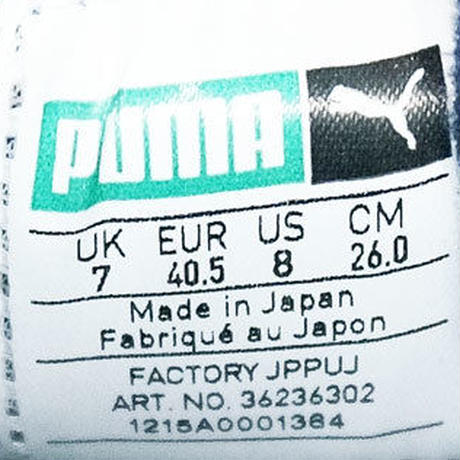 PUMA
UK EUR US CM
7 40.5 8 26.0
Made in Japan
Fabriqué au Japon
FACTORY JPPUJ
ART. NO. 36236302
1215A0001364